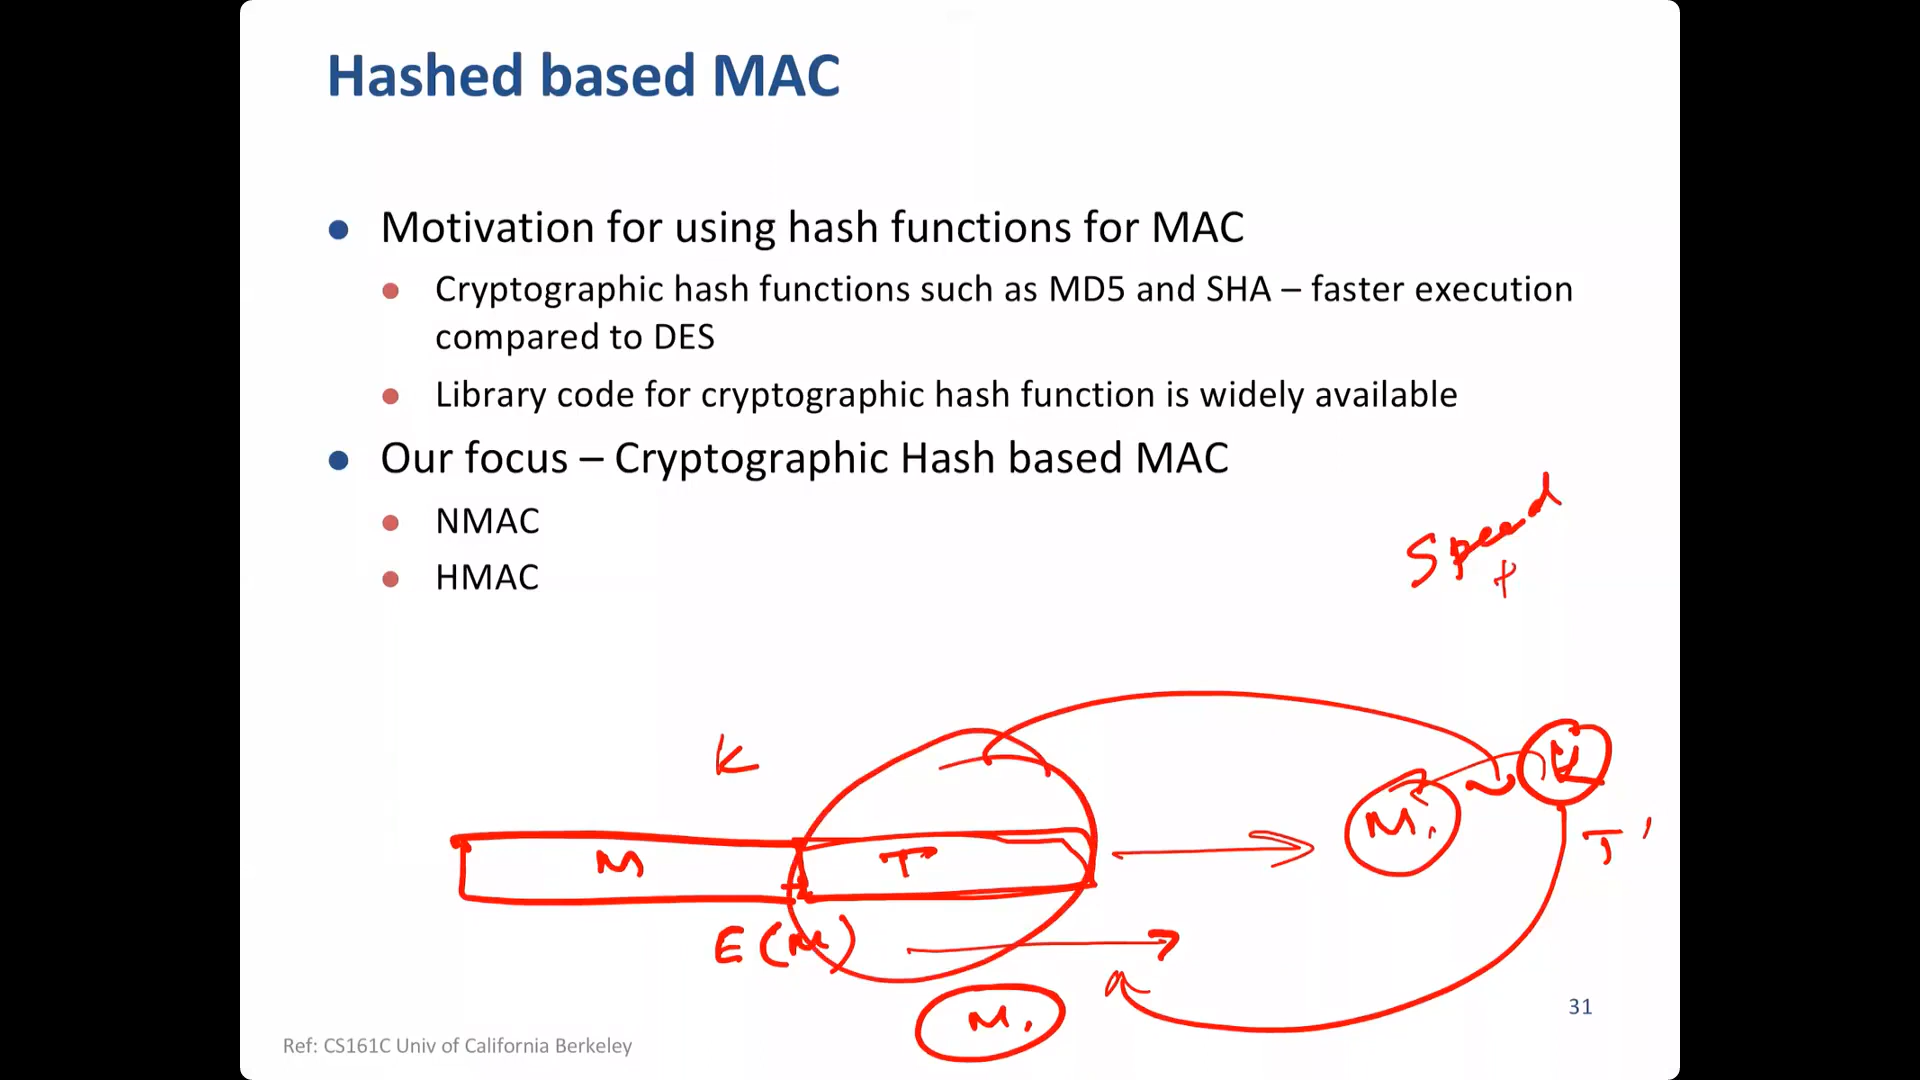 Hashed based MAC
● Motivation for using hash functions for MAC
● Cryptographic hash functions such as MD5 and SHA – faster execution
compared to DES
● Library code for cryptographic hash function is widely available
● Our focus – Cryptographic Hash based MAC
● NMAC
● HMAC
Speed
+
K
M T
M1
T'
E(M)
M1
31
Ref: CS161C Univ of California Berkeley